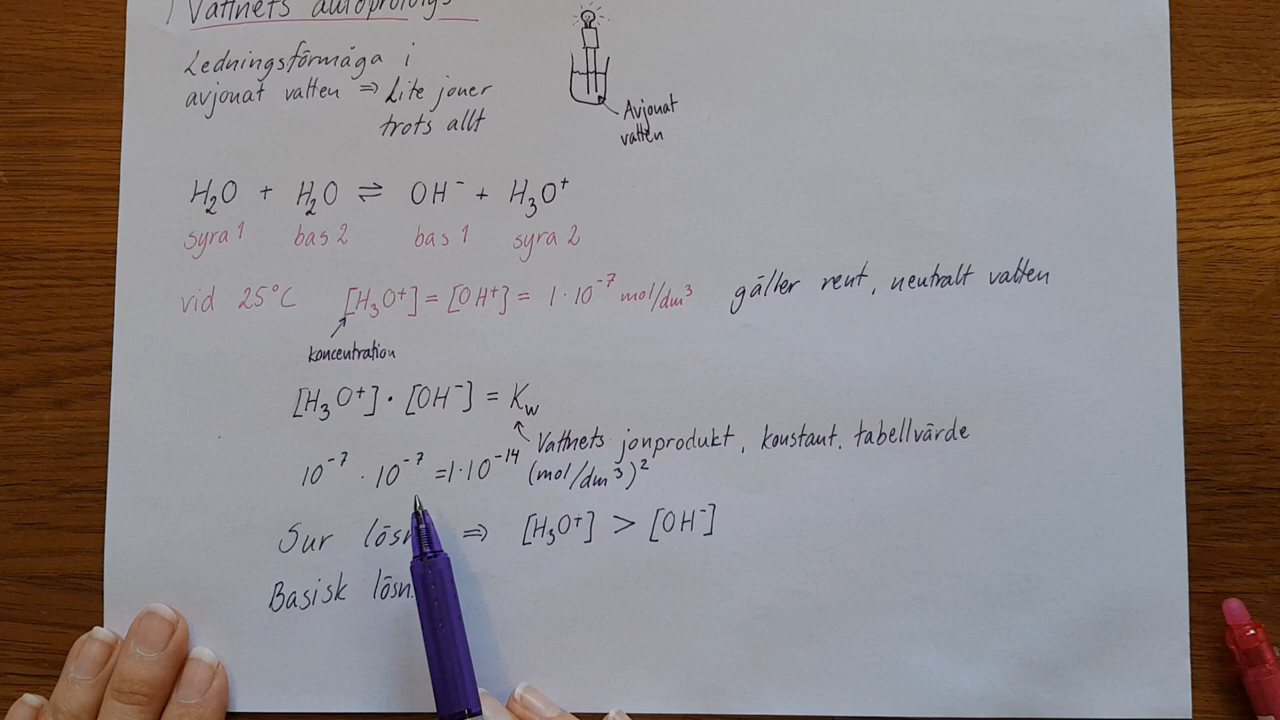 Vattnets autoprotolys
Ledningsförmåga i
avjonat vatten ⇒ Lite joner
trots allt
Avjonat
vatten
H₂O + H₂O ⇌ OH⁻ + H₃O⁺
syra 1 bas 2 bas 1 syra 2
vid 25°C [H₃O⁺] = [OH⁺] = 1·10⁻⁷ mol/dm³ gäller rent, neutralt vatten
koncentration
[H₃O⁺]·[OH⁻] = Kw
Vattnets jonprodukt, konstant, tabellvärde
10⁻⁷ · 10⁻⁷ = 1·10⁻¹⁴ (mol/dm³)²
Sur lösn ⇒ [H₃O⁺] > [OH⁻]
Basisk lösn.